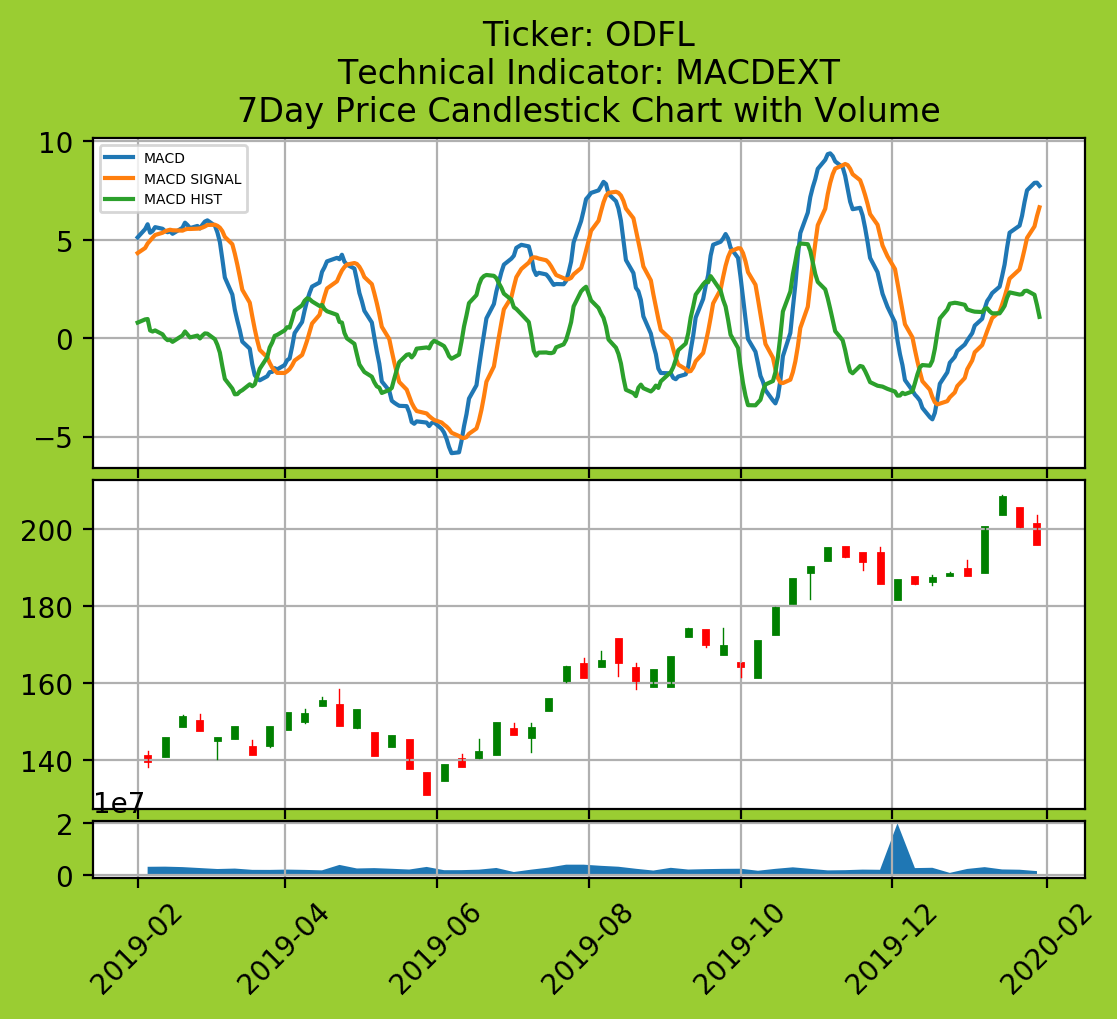 Ticker: ODFL
Technical Indicator: MACDEXT
7Day Price Candlestick Chart with Volume
10
5
0
−5
MACD
MACD SIGNAL
MACD HIST
200
180
160
140
1e7
2
0
2019-02
2019-04
2019-06
2019-08
2019-10
2019-12
2020-02